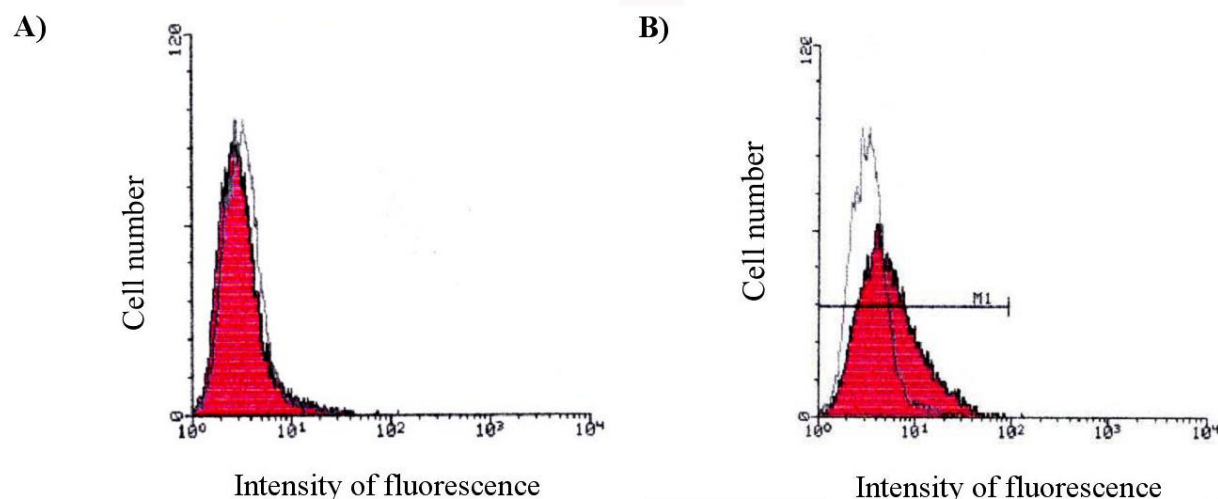 A)
120
Cell number
0
10⁰ 10¹ 10² 10³ 10⁴
Intensity of fluorescence
B)
120
Cell number
M1
0
10⁰ 10¹ 10² 10³ 10⁴
Intensity of fluorescence